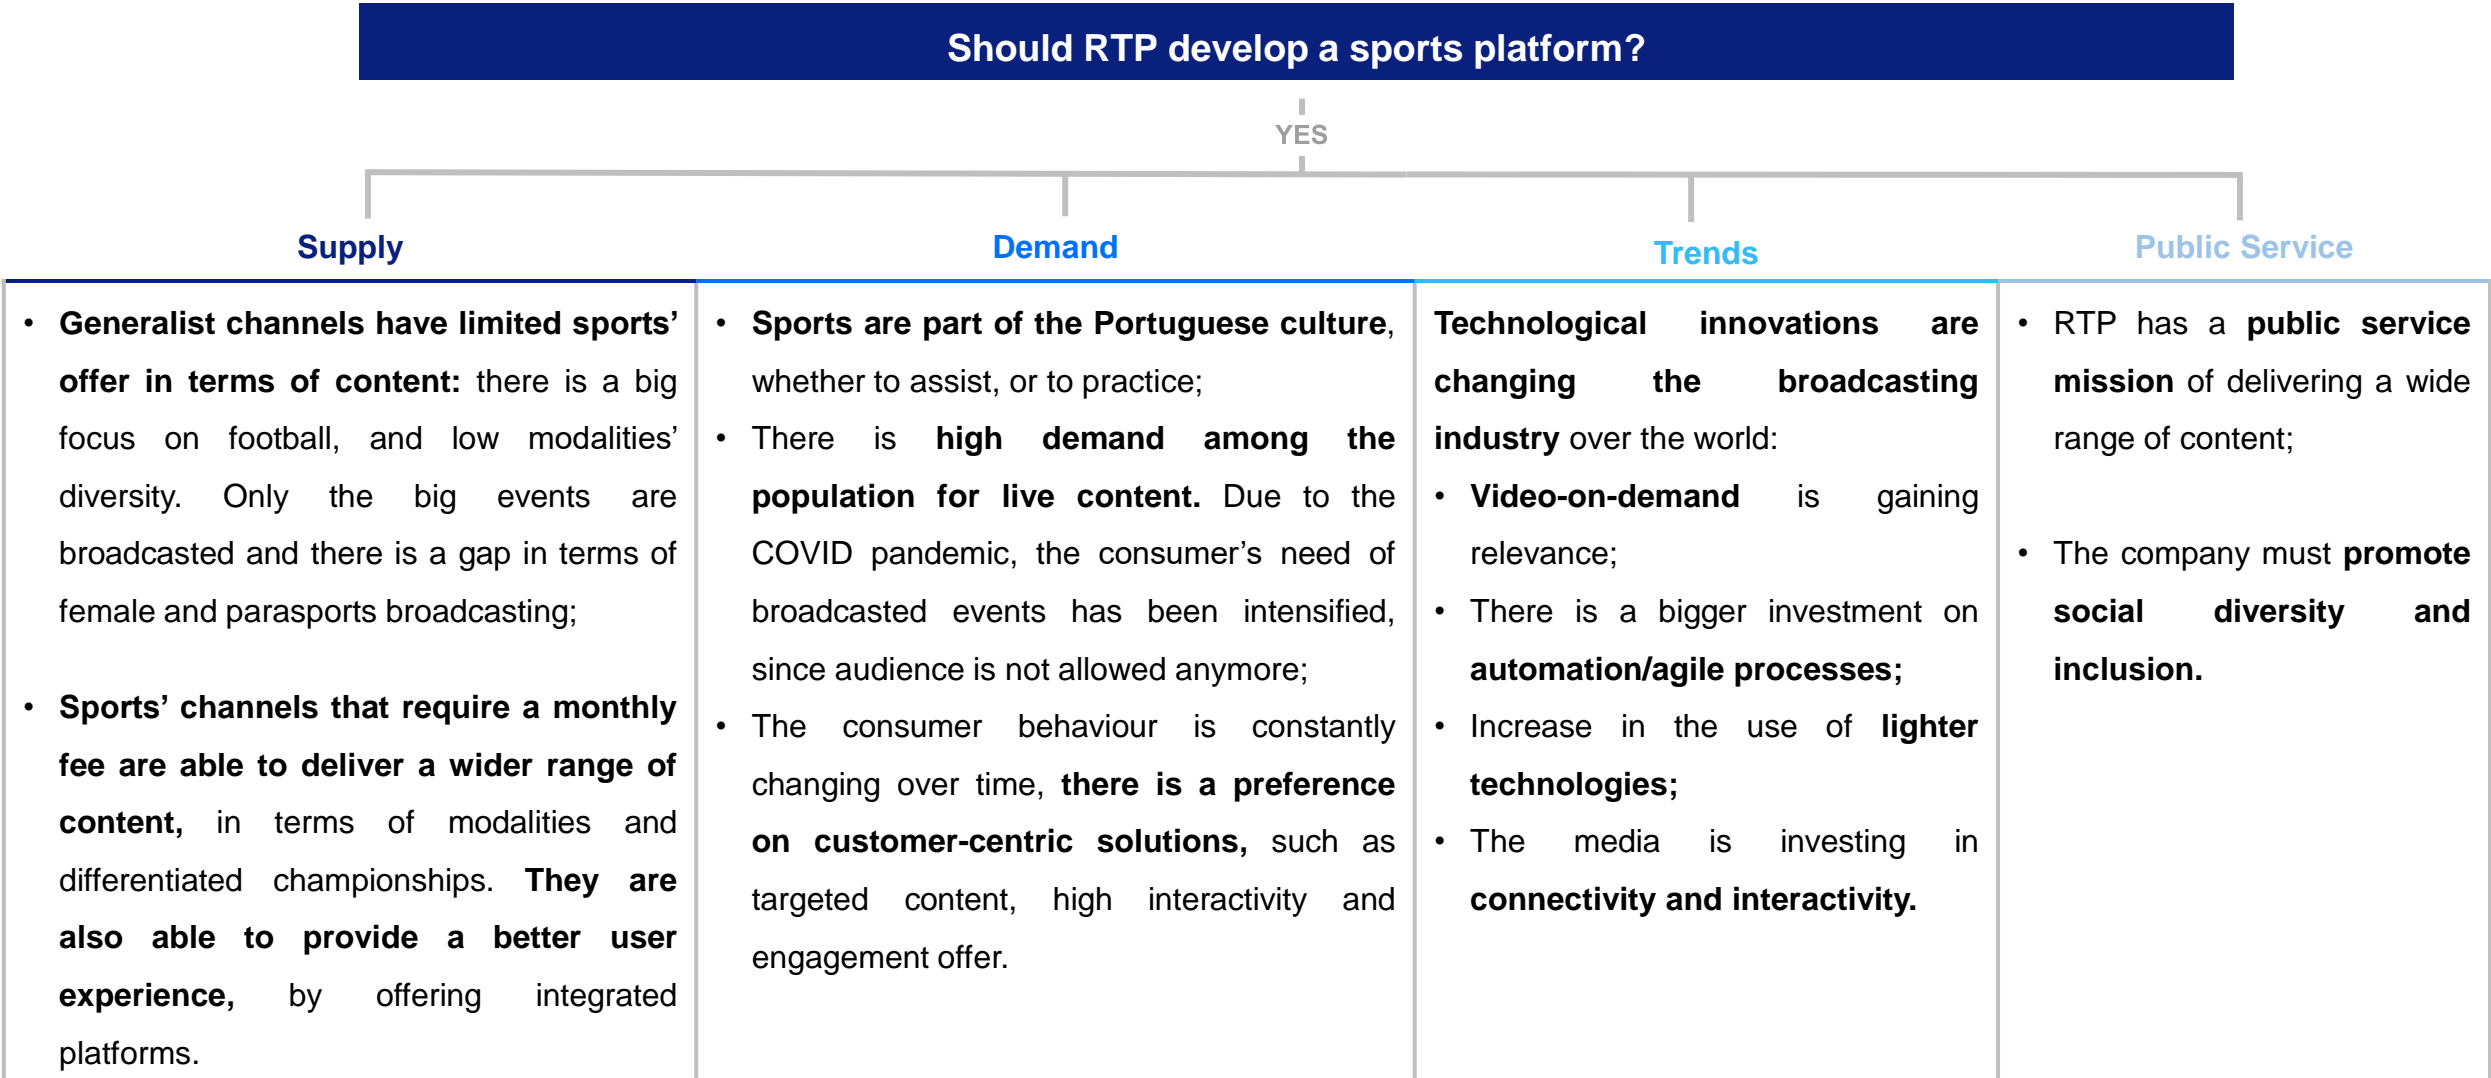 Should RTP develop a sports platform?
YES
Supply
• Generalist channels have limited sports’
offer in terms of content: there is a big
focus on football, and low modalities’
diversity. Only the big events are
broadcasted and there is a gap in terms of
female and parasports broadcasting;
• Sports’ channels that require a monthly
fee are able to deliver a wider range of
content, in terms of modalities and
differentiated championships. They are
also able to provide a better user
experience, by offering integrated
platforms.
Demand
• Sports are part of the Portuguese culture,
whether to assist, or to practice;
• There is high demand among the
population for live content. Due to the
COVID pandemic, the consumer’s need of
broadcasted events has been intensified,
since audience is not allowed anymore;
• The consumer behaviour is constantly
changing over time, there is a preference
on customer-centric solutions, such as
targeted content, high interactivity and
engagement offer.
Trends
Technological innovations are
changing the broadcasting
industry over the world:
• Video-on-demand is gaining
relevance;
• There is a bigger investment on
automation/agile processes;
• Increase in the use of lighter
technologies;
• The media is investing in
connectivity and interactivity.
Public Service
• RTP has a public service
mission of delivering a wide
range of content;
• The company must promote
social diversity and
inclusion.